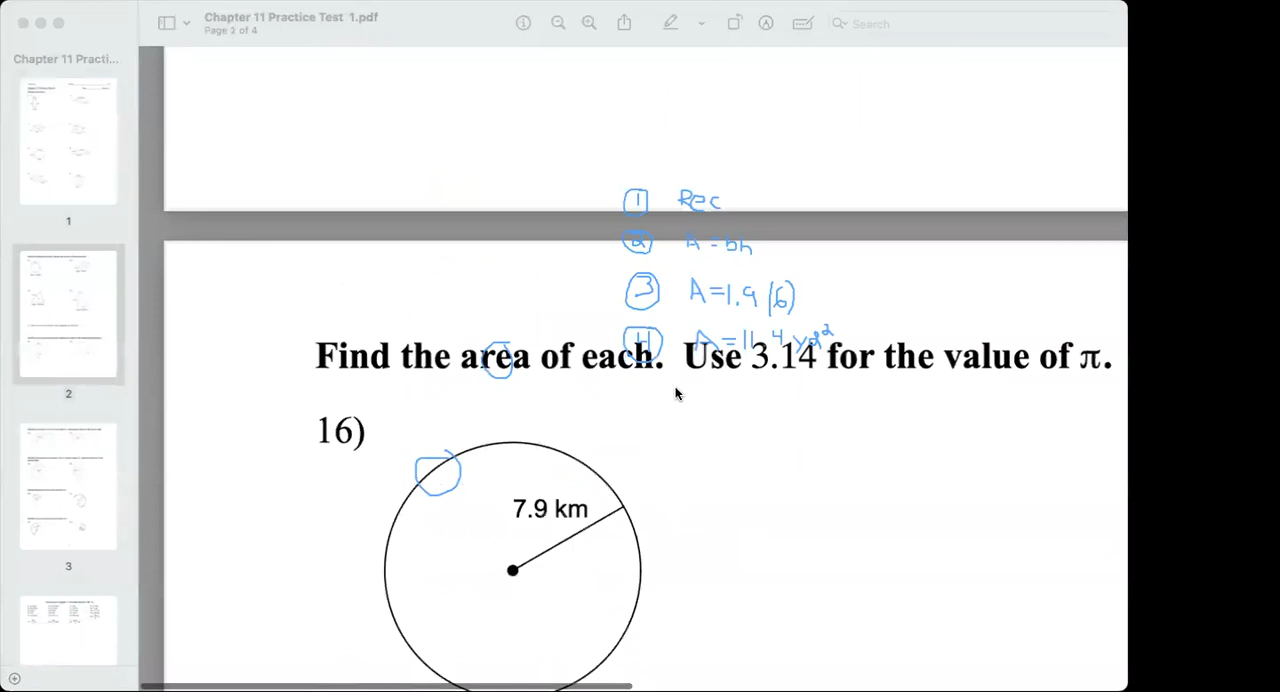 Chapter 11 Practice Test 1.pdf
Page 2 of 4
Search
Chapter 11 Practi...
1
2
3
① Rec
② A = bh
③ A = 1.9 (6)
④ A = 11.4 yd²
Find the area of each. Use 3.14 for the value of π.
16)
7.9 km